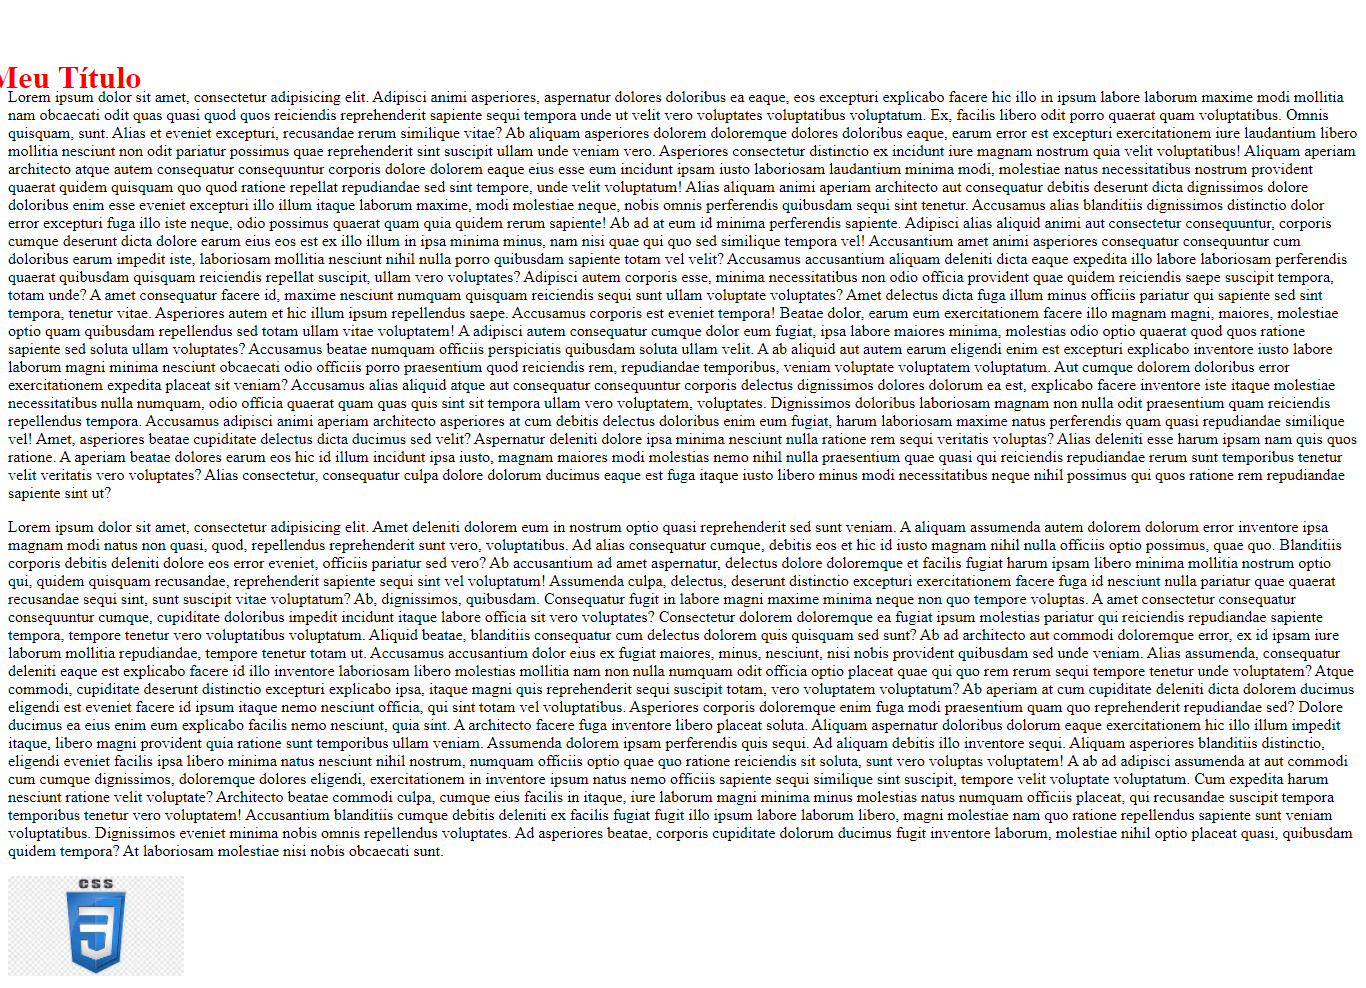 Meu Título
Lorem ipsum dolor sit amet, consectetur adipisicing elit. Adipisci animi asperiores, aspernatur dolores doloribus ea eaque, eos excepturi explicabo facere hic illo in ipsum labore laborum maxime modi mollitia
nam obcaecati odit quas quasi quod quos reiciendis reprehenderit sapiente sequi tempora unde ut velit vero voluptates voluptatibus voluptatum. Ex, facilis libero odit porro quaerat quam voluptatibus. Omnis
quisquam, sunt. Alias et eveniet excepturi, recusandae rerum similique vitae? Ab aliquam asperiores dolorem doloremque dolores doloribus eaque, earum error est excepturi exercitationem iure laudantium libero
mollitia nesciunt non odit pariatur possimus quae reprehenderit sint suscipit ullam unde veniam vero. Asperiores consectetur distinctio ex incidunt iure magnam nostrum quia velit voluptatibus! Aliquam aperiam
architecto atque autem consequatur consequuntur corporis dolore dolorem eaque eius esse eum incidunt ipsam iusto laboriosam laudantium minima modi, molestiae natus necessitatibus nostrum provident
quaerat quidem quisquam quo quod ratione repellat repudiandae sed sint tempore, unde velit voluptatum! Alias aliquam animi aperiam architecto aut consequatur debitis deserunt dicta dignissimos dolore
doloribus enim esse eveniet excepturi illo illum itaque laborum maxime, modi molestiae neque, nobis omnis perferendis quibusdam sequi sint tenetur. Accusamus alias blanditiis dignissimos distinctio dolor
error excepturi fuga illo iste neque, odio possimus quaerat quam quia quidem rerum sapiente! Ab ad at eum id minima perferendis sapiente. Adipisci alias aliquid animi aut consectetur consequuntur, corporis
cumque deserunt dicta dolore earum eius eos est ex illo illum in ipsa minima minus, nam nisi quae qui quo sed similique tempora vel! Accusantium amet animi asperiores consequatur consequuntur cum
doloribus earum impedit iste, laboriosam mollitia nesciunt nihil nulla porro quibusdam sapiente totam vel velit? Accusamus accusantium aliquam deleniti dicta eaque expedita illo labore laboriosam perferendis
quaerat quibusdam quisquam reiciendis repellat suscipit, ullam vero voluptates? Adipisci autem corporis esse, minima necessitatibus non odio officia provident quae quidem reiciendis saepe suscipit tempora,
totam unde? A amet consequatur facere id, maxime nesciunt numquam quisquam reiciendis sequi sunt ullam voluptate voluptates? Amet delectus dicta fuga illum minus officiis pariatur qui sapiente sed sint
tempora, tenetur vitae. Asperiores autem et hic illum ipsum repellendus saepe. Accusamus corporis est eveniet tempora! Beatae dolor, earum eum exercitationem facere illo magnam magni, maiores, molestiae
optio quam quibusdam repellendus sed totam ullam vitae voluptatem! A adipisci autem consequatur cumque dolor eum fugiat, ipsa labore maiores minima, molestias odio optio quaerat quod quos ratione
sapiente sed soluta ullam voluptates? Accusamus beatae numquam officiis perspiciatis quibusdam soluta ullam velit. A ab aliquid aut autem earum eligendi enim est excepturi explicabo inventore iusto labore
laborum magni minima nesciunt obcaecati odio officiis porro praesentium quod reiciendis rem, repudiandae temporibus, veniam voluptate voluptatem voluptatum. Aut cumque dolorem doloribus error
exercitationem expedita placeat sit veniam? Accusamus alias aliquid atque aut consequatur consequuntur corporis delectus dignissimos dolores dolorum ea est, explicabo facere inventore iste itaque molestiae
necessitatibus nulla numquam, odio officia quaerat quam quas quis sint sit tempora ullam vero voluptatem, voluptates. Dignissimos doloribus laboriosam magnam non nulla odit praesentium quam reiciendis
repellendus tempora. Accusamus adipisci animi aperiam architecto asperiores at cum debitis delectus doloribus enim eum fugiat, harum laboriosam maxime natus perferendis quam quasi repudiandae similique
vel! Amet, asperiores beatae cupiditate delectus dicta ducimus sed velit? Aspernatur deleniti dolore ipsa minima nesciunt nulla ratione rem sequi veritatis voluptas? Alias deleniti esse harum ipsam nam quis quos
ratione. A aperiam beatae dolores earum eos hic id illum incidunt ipsa iusto, magnam maiores modi molestias nemo nihil nulla praesentium quae quasi qui reiciendis repudiandae rerum sunt temporibus tenetur
velit veritatis vero voluptates? Alias consectetur, consequatur culpa dolore dolorum ducimus eaque est fuga itaque iusto libero minus modi necessitatibus neque nihil possimus qui quos ratione rem repudiandae
sapiente sint ut?
Lorem ipsum dolor sit amet, consectetur adipisicing elit. Amet deleniti dolorem eum in nostrum optio quasi reprehenderit sed sunt veniam. A aliquam assumenda autem dolorem dolorum error inventore ipsa
magnam modi natus non quasi, quod, repellendus reprehenderit sunt vero, voluptatibus. Ad alias consequatur cumque, debitis eos et hic id iusto magnam nihil nulla officiis optio possimus, quae quo. Blanditiis
corporis debitis deleniti dolore eos error eveniet, officiis pariatur sed vero? Ab accusantium ad amet aspernatur, delectus dolore doloremque et facilis fugiat harum ipsam libero minima mollitia nostrum optio
qui, quidem quisquam recusandae, reprehenderit sapiente sequi sint vel voluptatum! Assumenda culpa, delectus, deserunt distinctio excepturi exercitationem facere fuga id nesciunt nulla pariatur quae quaerat
recusandae sequi sint, sunt suscipit vitae voluptatum? Ab, dignissimos, quibusdam. Consequatur fugit in labore magni maxime minima neque non quo tempore voluptas. A amet consectetur consequatur
consequuntur cumque, cupiditate doloribus impedit incidunt itaque labore officia sit vero voluptates? Consectetur dolorem doloremque ea fugiat ipsum molestias pariatur qui reiciendis repudiandae sapiente
tempora, tempore tenetur vero voluptatibus voluptatum. Aliquid beatae, blanditiis consequatur cum delectus dolorem quis quisquam sed sunt? Ab ad architecto aut commodi doloremque error, ex id ipsam iure
laborum mollitia repudiandae, tempore tenetur totam ut. Accusamus accusantium dolor eius ex fugiat maiores, minus, nesciunt, nisi nobis provident quibusdam sed unde veniam. Alias assumenda, consequatur
deleniti eaque est explicabo facere id illo inventore laboriosam libero molestias mollitia nam non nulla numquam odit officia optio placeat quae qui quo rem rerum sequi tempore tenetur unde voluptatem? Atque
commodi, cupiditate deserunt distinctio excepturi explicabo ipsa, itaque magni quis reprehenderit sequi suscipit totam, vero voluptatem voluptatum? Ab aperiam at cum cupiditate deleniti dicta dolorem ducimus
eligendi est eveniet facere id ipsum itaque nemo nesciunt officia, qui sint totam vel voluptatibus. Asperiores corporis doloremque enim fuga modi praesentium quam quo reprehenderit repudiandae sed? Dolore
ducimus ea eius enim eum explicabo facilis nemo nesciunt, quia sint. A architecto facere fuga inventore libero placeat soluta. Aliquam aspernatur doloribus dolorum eaque exercitationem hic illo illum impedit
itaque, libero magni provident quia ratione sunt temporibus ullam veniam. Assumenda dolorem ipsam perferendis quis sequi. Ad aliquam debitis illo inventore sequi. Aliquam asperiores blanditiis distinctio,
eligendi eveniet facilis ipsa libero minima natus nesciunt nihil nostrum, numquam officiis optio quae quo ratione reiciendis sit soluta, sunt vero voluptas voluptatem! A ab ad adipisci assumenda at aut commodi
cum cumque dignissimos, doloremque dolores eligendi, exercitationem in inventore ipsum natus nemo officiis sapiente sequi similique sint suscipit, tempore velit voluptate voluptatum. Cum expedita harum
nesciunt ratione velit voluptate? Architecto beatae commodi culpa, cumque eius facilis in itaque, iure laborum magni minima minus molestias natus numquam officiis placeat, qui recusandae suscipit tempora
temporibus tenetur vero voluptatem! Accusantium blanditiis cumque debitis deleniti ex facilis fugiat fugit illo ipsum labore laborum libero, magni molestiae nam quo ratione repellendus sapiente sunt veniam
voluptatibus. Dignissimos eveniet minima nobis omnis repellendus voluptates. Ad asperiores beatae, corporis cupiditate dolorum ducimus fugit inventore laborum, molestiae nihil optio placeat quasi, quibusdam
quidem tempora? At laboriosam molestiae nisi nobis obcaecati sunt.
CSS
3